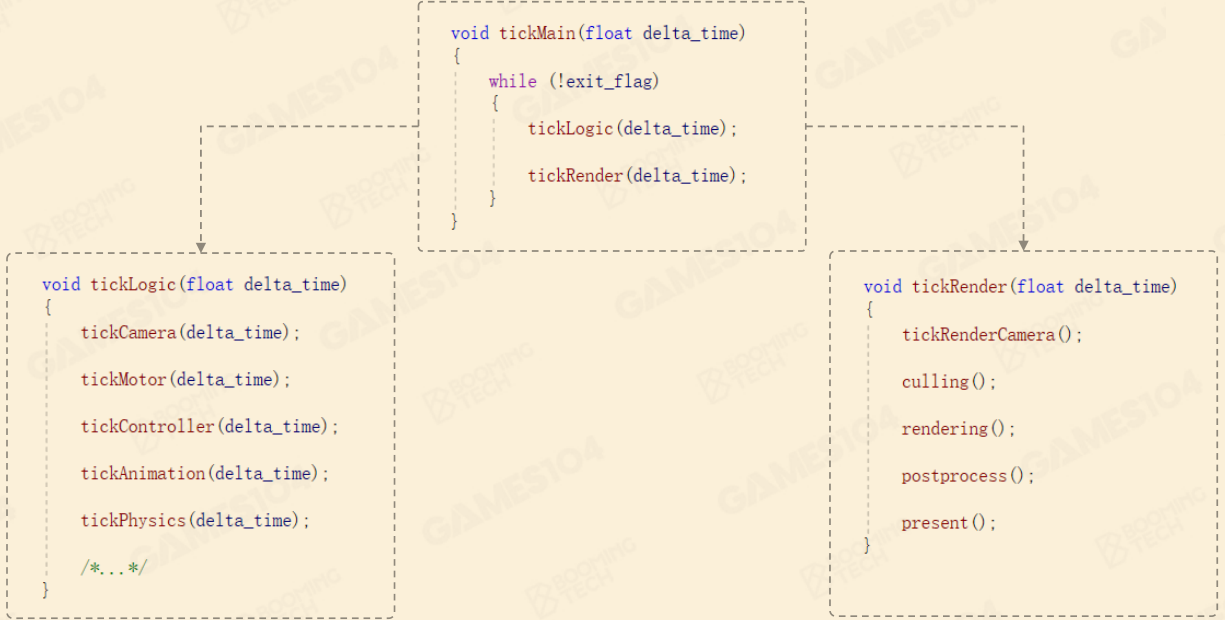 void tickMain(float delta_time)
{
while (!exit_flag)
{
tickLogic(delta_time);
tickRender(delta_time);
}
}
void tickLogic(float delta_time)
{
tickCamera(delta_time);
tickMotor(delta_time);
tickController(delta_time);
tickAnimation(delta_time);
tickPhysics(delta_time);
/*...*/
}
void tickRender(float delta_time)
{
tickRenderCamera();
culling();
rendering();
postprocess();
present();
}
GAMES104
BOOMING
TECH